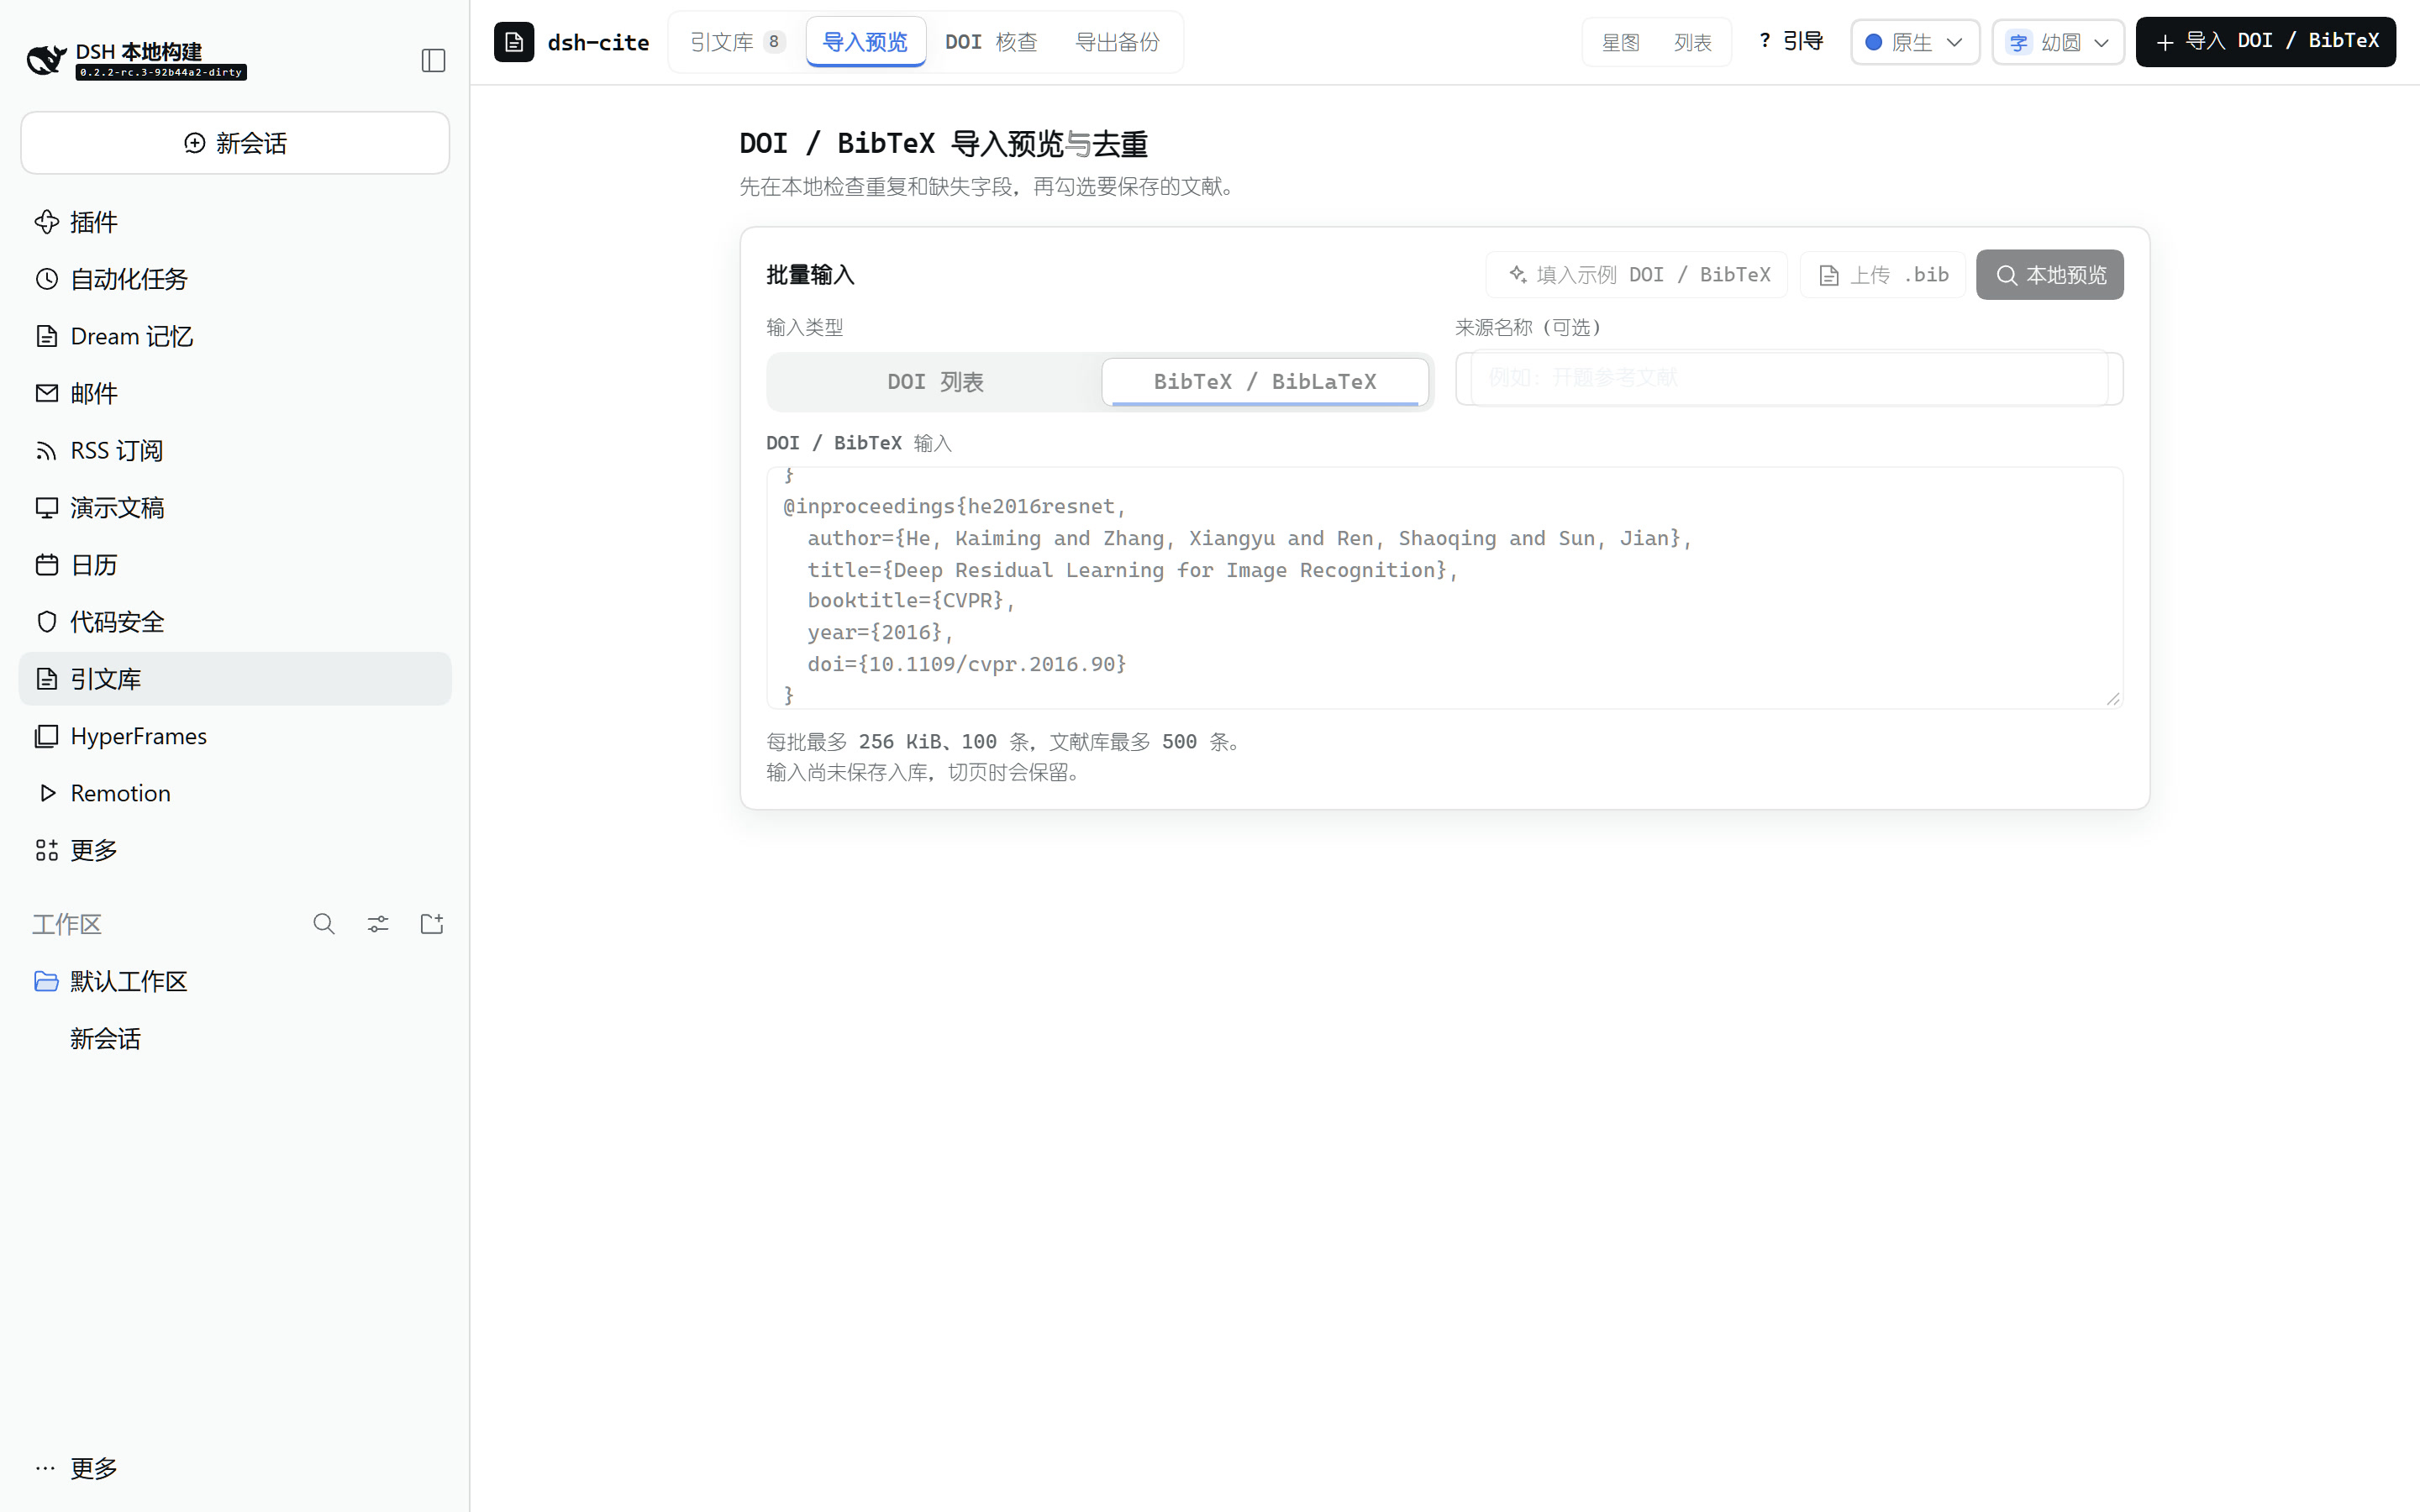 DSH 本地构建
0.2.2-rc.3-92b44a2-dirty
新会话
插件
自动化任务
Dream 记忆
邮件
RSS 订阅
演示文稿
日历
代码安全
引文库
HyperFrames
Remotion
更多
工作区
默认工作区
新会话
更多
dsh-cite
引文库 8
导入预览
DOI 核查
导出备份
星图
列表
? 引导
原生
字 幼圆
导入 DOI / BibTeX
DOI / BibTeX 导入预览与去重
先在本地检查重复和缺失字段，再勾选要保存的文献。
批量输入
填入示例 DOI / BibTeX
上传 .bib
本地预览
输入类型
来源名称（可选）
DOI 列表
BibTeX / BibLaTeX
例如：开题参考文献
DOI / BibTeX 输入
}
@inproceedings{he2016resnet,
  author={He, Kaiming and Zhang, Xiangyu and Ren, Shaoqing and Sun, Jian},
  title={Deep Residual Learning for Image Recognition},
  booktitle={CVPR},
  year={2016},
  doi={10.1109/cvpr.2016.90}
}
每批最多 256 KiB、100 条，文献库最多 500 条。
输入尚未保存入库，切页时会保留。